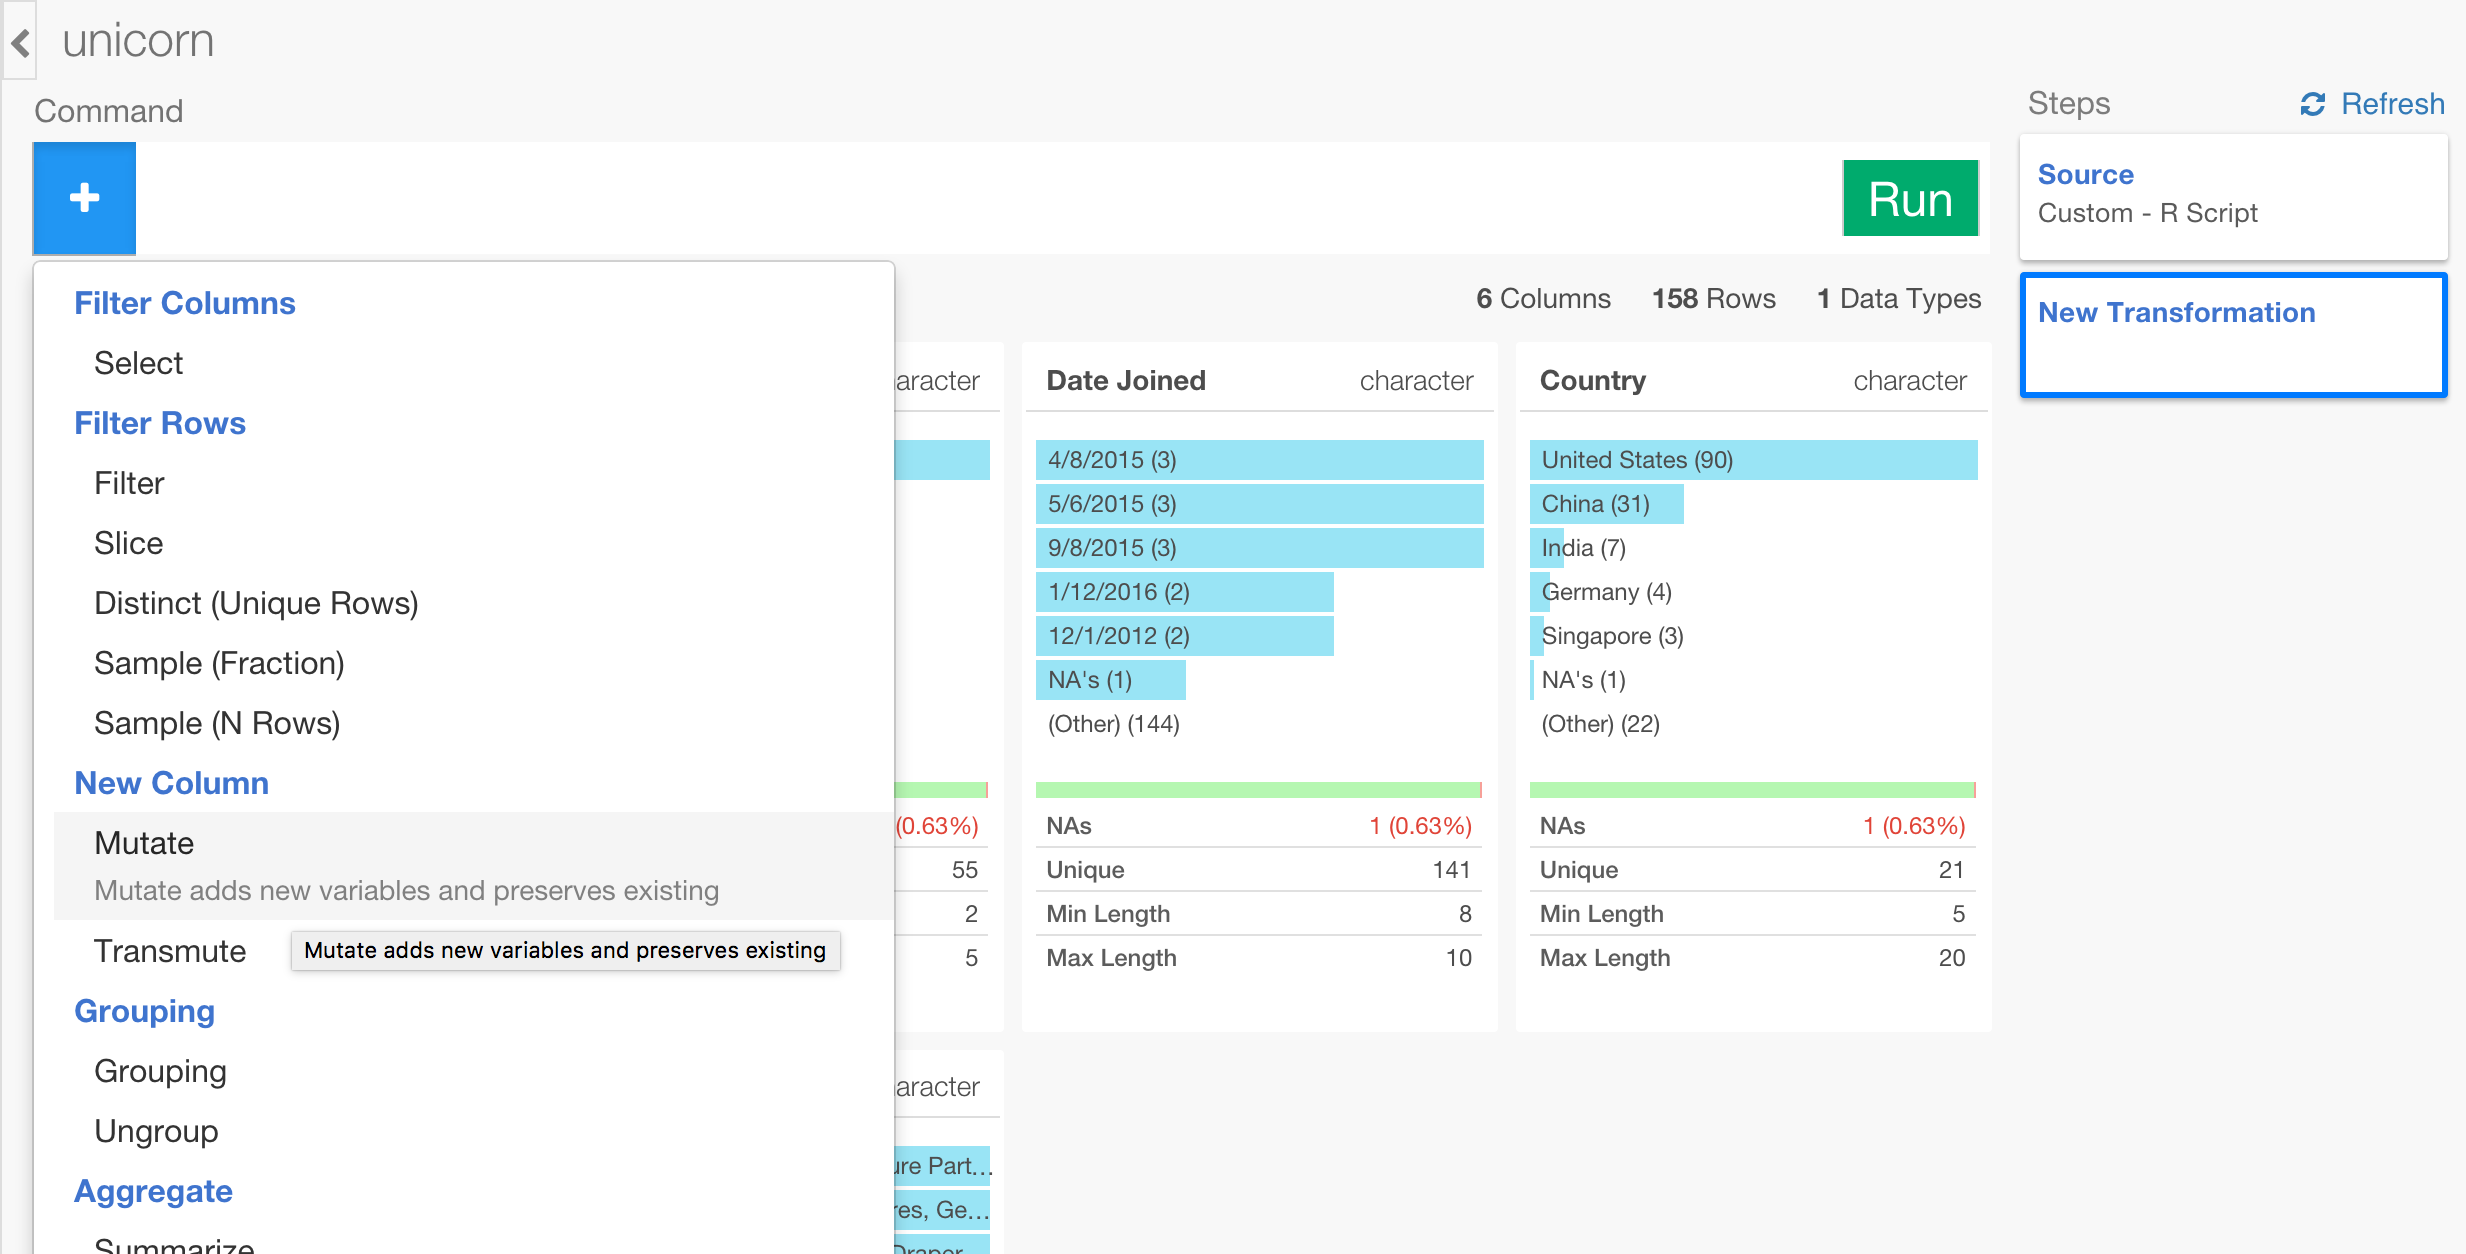 unicorn
Command
Run
Steps
Refresh
Source
Custom - R Script
New Transformation
6 Columns 158 Rows 1 Data Types
Filter Columns
Select
Filter Rows
Filter
Slice
Distinct (Unique Rows)
Sample (Fraction)
Sample (N Rows)
New Column
Mutate
Mutate adds new variables and preserves existing
Transmute
Mutate adds new variables and preserves existing
Grouping
Grouping
Ungroup
Aggregate
Summarize
aracter
(0.63%)
55
2
5
Date Joined character
4/8/2015 (3)
5/6/2015 (3)
9/8/2015 (3)
1/12/2016 (2)
12/1/2012 (2)
NA's (1)
(Other) (144)
NAs 1 (0.63%)
Unique 141
Min Length 8
Max Length 10
Country character
United States (90)
China (31)
India (7)
Germany (4)
Singapore (3)
NA's (1)
(Other) (22)
NAs 1 (0.63%)
Unique 21
Min Length 5
Max Length 20
aracter
ure Part...
res, Ge...
Draper